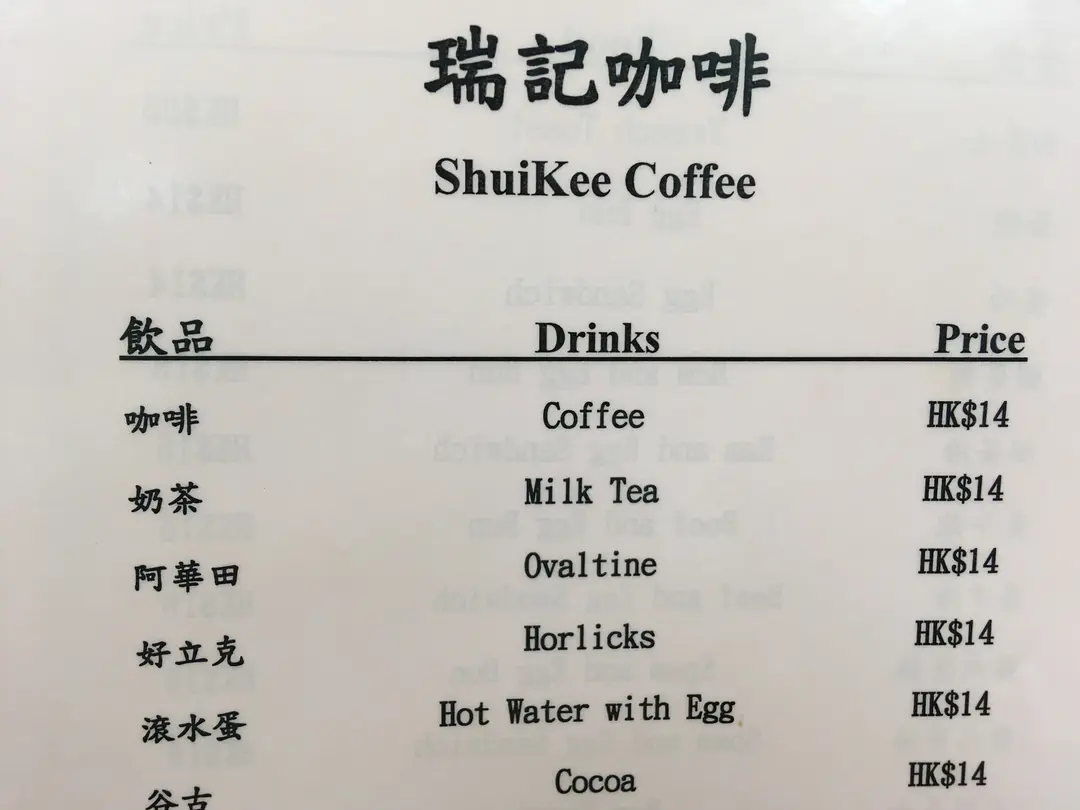 瑞記咖啡
ShuiKee Coffee
飲品 Drinks Price
咖啡 Coffee HK$14
奶茶 Milk Tea HK$14
阿華田 Ovaltine HK$14
好立克 Horlicks HK$14
滾水蛋 Hot Water with Egg HK$14
谷古 Cocoa HK$14